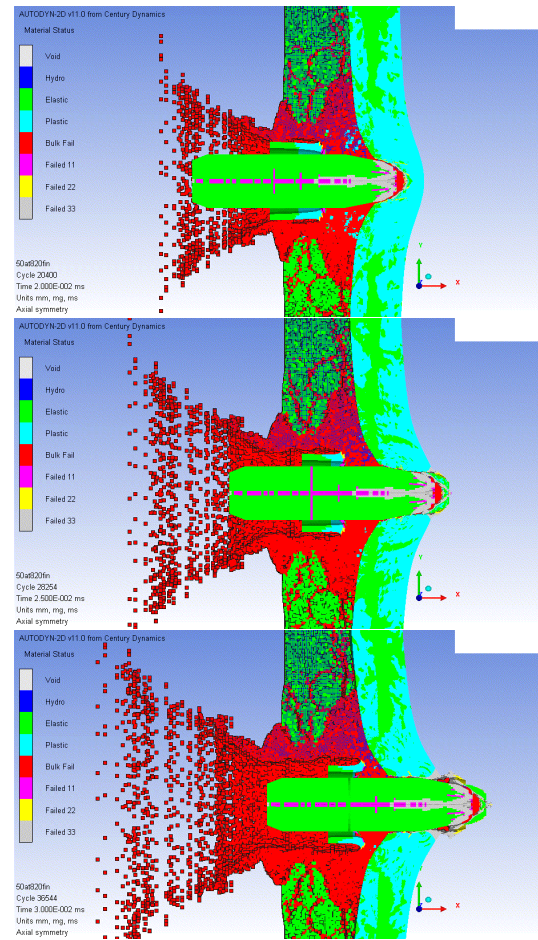 AUTODYN-2D v11.0 from Century Dynamics
Material Status
Void
Hydro
Elastic
Plastic
Bulk Fail
Failed 11
Failed 22
Failed 33
50at820fin
Cycle 20400
Time 2.000E-002 ms
Units mm, mg, ms
Axial symmetry
Y
X
AUTODYN-2D v11.0 from Century Dynamics
Material Status
Void
Hydro
Elastic
Plastic
Bulk Fail
Failed 11
Failed 22
Failed 33
50at820fin
Cycle 28254
Time 2.500E-002 ms
Units mm, mg, ms
Axial symmetry
Y
X
AUTODYN-2D v11.0 from Century Dynamics
Material Status
Void
Hydro
Elastic
Plastic
Bulk Fail
Failed 11
Failed 22
Failed 33
50at820fin
Cycle 36544
Time 3.000E-002 ms
Units mm, mg, ms
Axial symmetry
Y
X